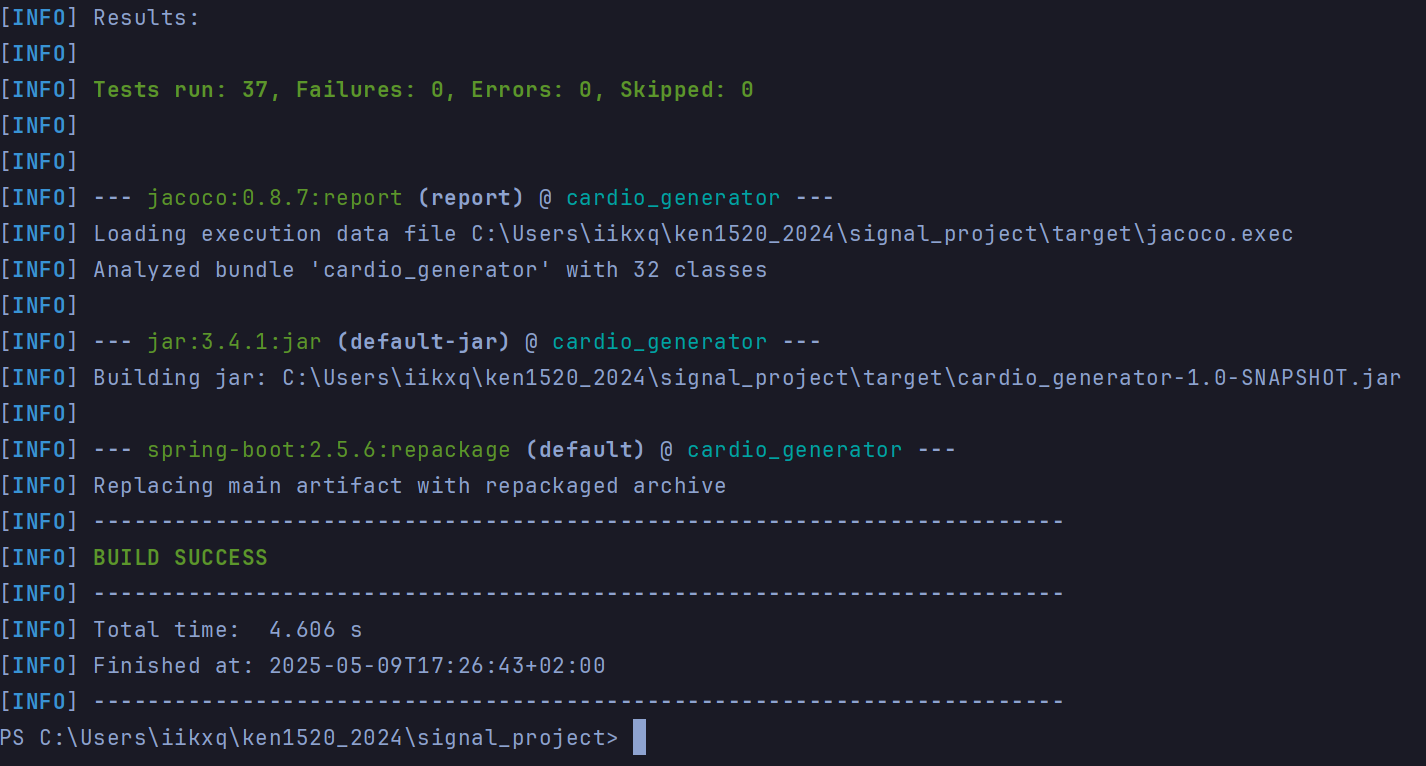 [INFO] Results:
[INFO]
[INFO] Tests run: 37, Failures: 0, Errors: 0, Skipped: 0
[INFO]
[INFO]
[INFO] --- jacoco:0.8.7:report (report) @ cardio_generator ---
[INFO] Loading execution data file C:\Users\iikxq\ken1520_2024\signal_project\target\jacoco.exec
[INFO] Analyzed bundle 'cardio_generator' with 32 classes
[INFO]
[INFO] --- jar:3.4.1:jar (default-jar) @ cardio_generator ---
[INFO] Building jar: C:\Users\iikxq\ken1520_2024\signal_project\target\cardio_generator-1.0-SNAPSHOT.jar
[INFO]
[INFO] --- spring-boot:2.5.6:repackage (default) @ cardio_generator ---
[INFO] Replacing main artifact with repackaged archive
[INFO] ------------------------------------------------------------------------
[INFO] BUILD SUCCESS
[INFO] ------------------------------------------------------------------------
[INFO] Total time:  4.606 s
[INFO] Finished at: 2025-05-09T17:26:43+02:00
[INFO] ------------------------------------------------------------------------
PS C:\Users\iikxq\ken1520_2024\signal_project>